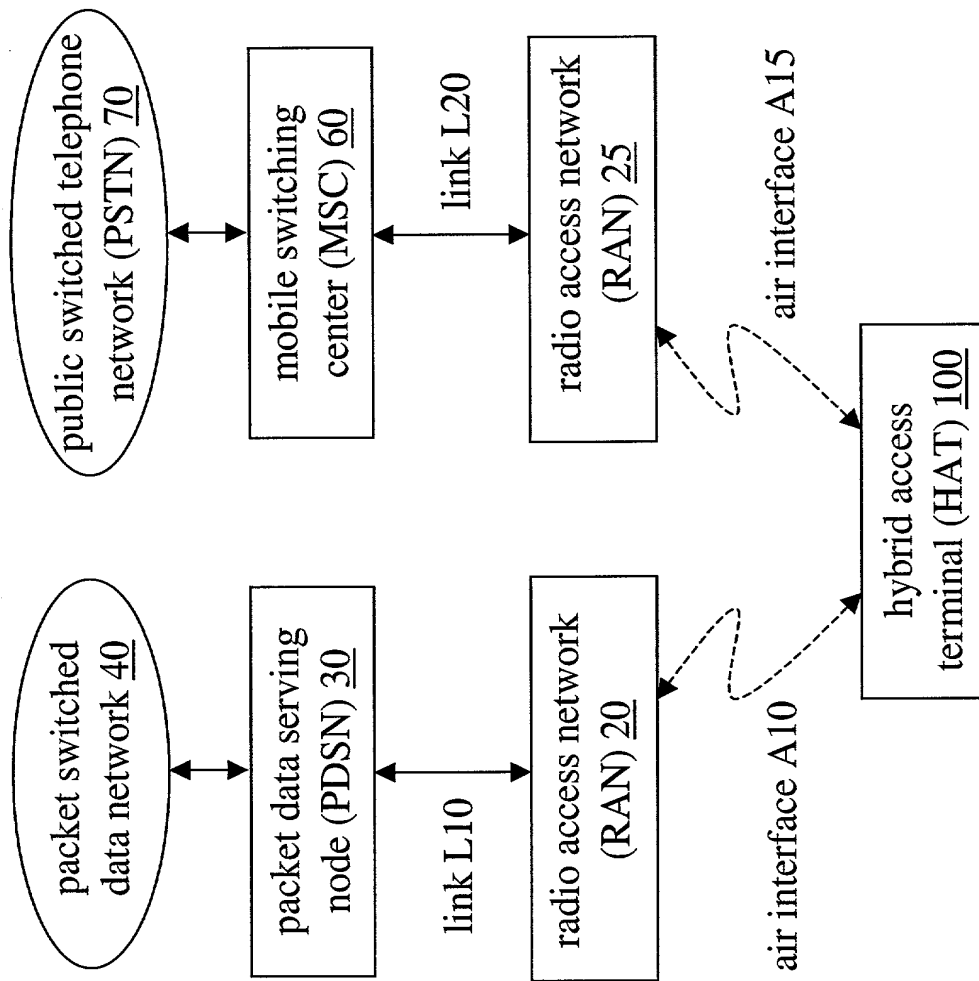 packet switched
data network 40
public switched telephone
network (PSTN) 70
packet data serving
node (PDSN) 30
mobile switching
center (MSC) 60
link L10
link L20
radio access network
(RAN) 20
radio access network
(RAN) 25
air interface A10
air interface A15
hybrid access
terminal (HAT) 100